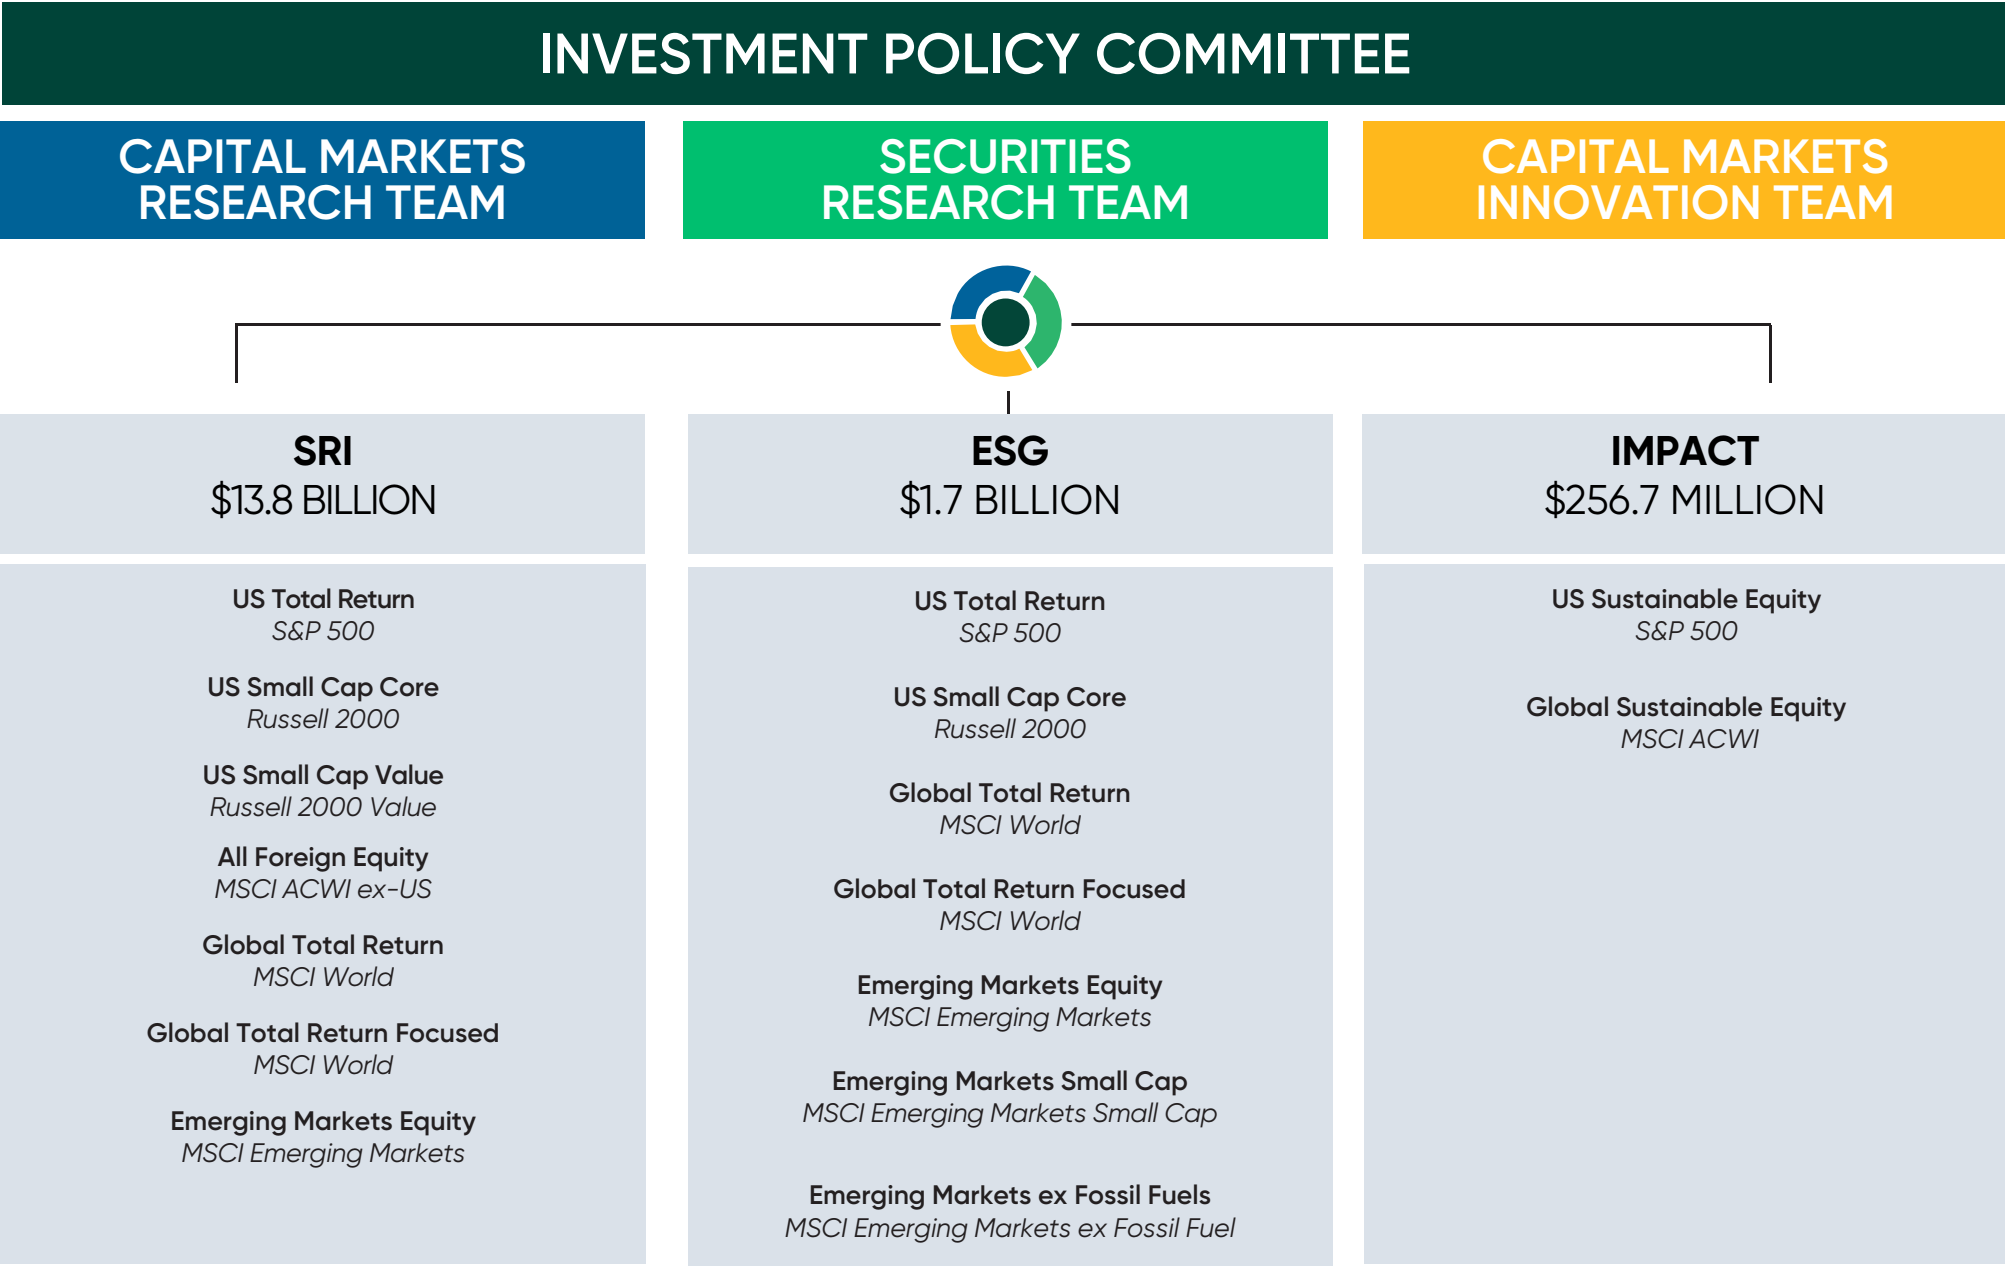 INVESTMENT POLICY COMMITTEE
CAPITAL MARKETS
RESEARCH TEAM
SECURITIES
RESEARCH TEAM
CAPITAL MARKETS
INNOVATION TEAM
SRI
$13.8 BILLION
US Total Return
S&P 500
US Small Cap Core
Russell 2000
US Small Cap Value
Russell 2000 Value
All Foreign Equity
MSCI ACWI ex-US
Global Total Return
MSCI World
Global Total Return Focused
MSCI World
Emerging Markets Equity
MSCI Emerging Markets
ESG
$1.7 BILLION
US Total Return
S&P 500
US Small Cap Core
Russell 2000
Global Total Return
MSCI World
Global Total Return Focused
MSCI World
Emerging Markets Equity
MSCI Emerging Markets
Emerging Markets Small Cap
MSCI Emerging Markets Small Cap
Emerging Markets ex Fossil Fuels
MSCI Emerging Markets ex Fossil Fuel
IMPACT
$256.7 MILLION
US Sustainable Equity
S&P 500
Global Sustainable Equity
MSCI ACWI